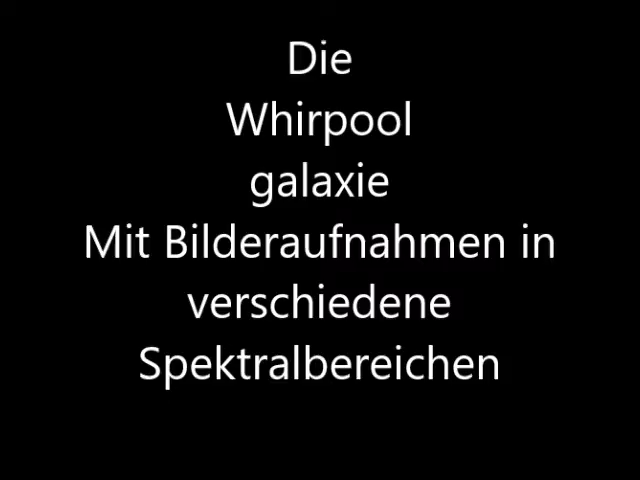 Die
Whirpool
galaxie
Mit Bilderaufnahmen in
verschiedene
Spektralbereichen